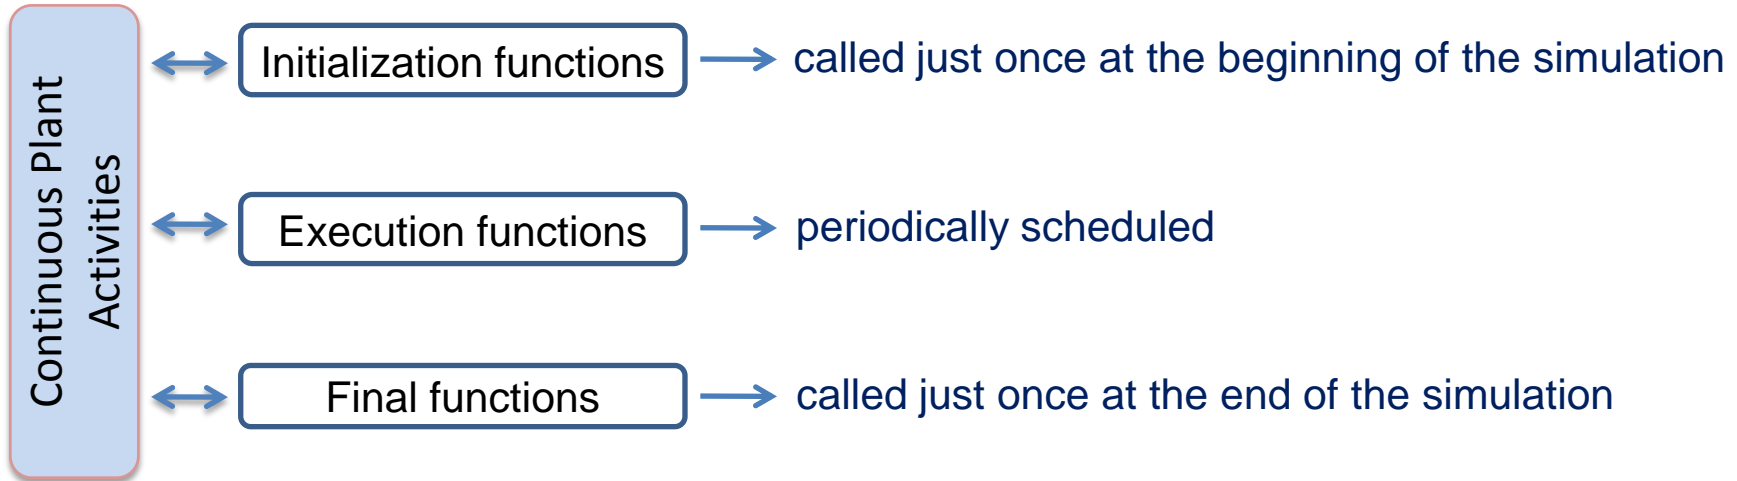 Continuous Plant
Activities
Initialization functions
called just once at the beginning of the simulation
Execution functions
periodically scheduled
Final functions
called just once at the end of the simulation